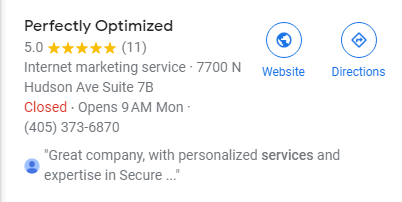 Perfectly Optimized
5.0 ★★★★★ (11)
Internet marketing service · 7700 N
Hudson Ave Suite 7B
Closed · Opens 9 AM Mon ·
(405) 373-6870
Website
Directions
"Great company, with personalized services and
expertise in Secure ..."